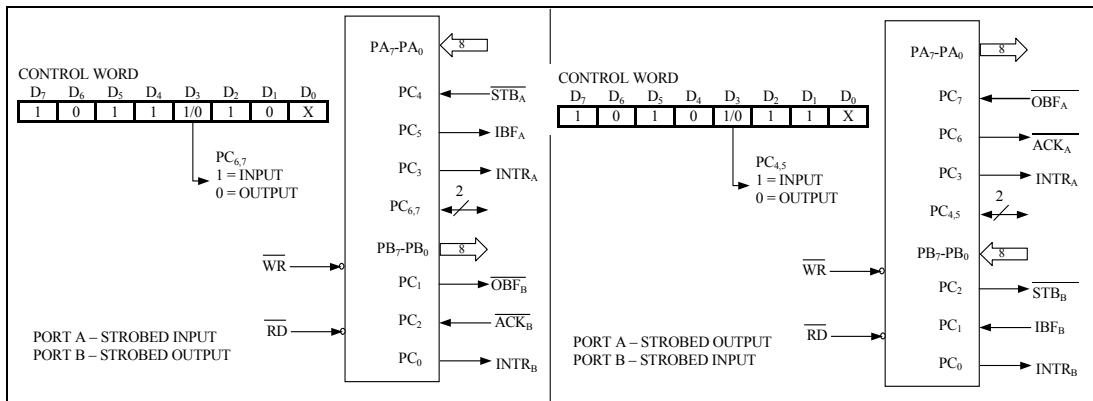 CONTROL WORD
D7 D6 D5 D4 D3 D2 D1 D0
1 0 1 1 1/0 1 0 X
PC6,7
1 = INPUT
0 = OUTPUT
PA7-PA0
8
PC4
STBA
PC5
IBFA
PC3
INTRA
PC6,7
2
PB7-PB0
8
WR
PC1
OBFB
RD
PC2
ACKB
PC0
INTRB
PORT A – STROBED INPUT
PORT B – STROBED OUTPUT
CONTROL WORD
D7 D6 D5 D4 D3 D2 D1 D0
1 0 1 0 1/0 1 1 X
PC4,5
1 = INPUT
0 = OUTPUT
PA7-PA0
8
PC7
OBFA
PC6
ACKA
PC3
INTRA
PC4,5
2
PB7-PB0
8
WR
PC2
STBB
RD
PC1
IBFB
PC0
INTRB
PORT A – STROBED OUTPUT
PORT B – STROBED INPUT